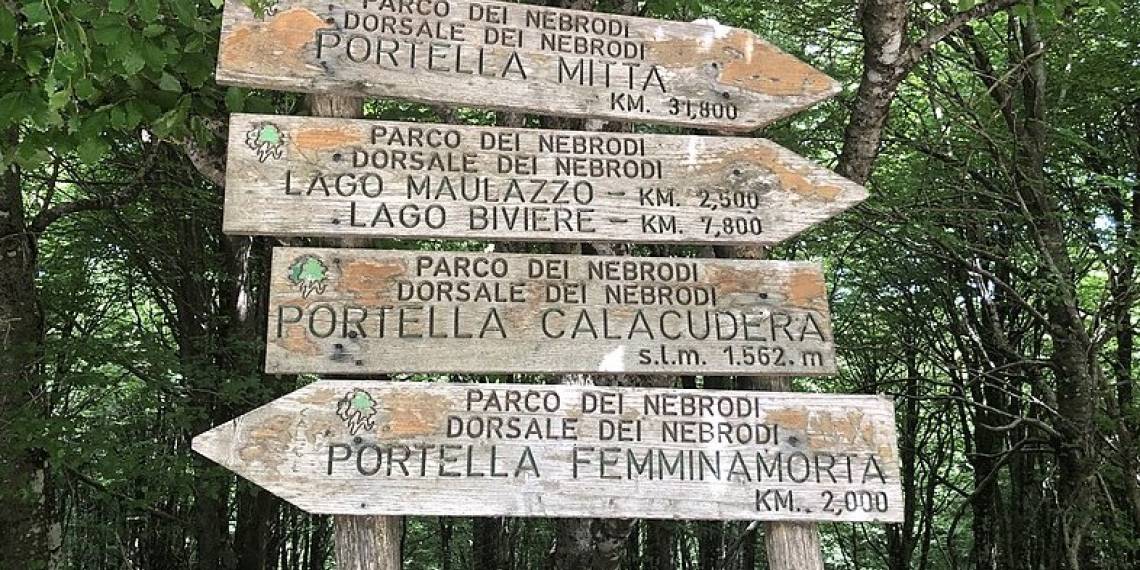 PARCO DEI NEBRODI
DORSALE DEI NEBRODI
PORTELLA MITTA
KM. 31,800
PARCO DEI NEBRODI
DORSALE DEI NEBRODI
LAGO MAULAZZO - KM. 2,500
LAGO BIVIERE - KM. 7,800
PARCO DEI NEBRODI
DORSALE DEI NEBRODI
PORTELLA CALACUDERA
s.l.m. 1.562. m
PARCO DEI NEBRODI
DORSALE DEI NEBRODI
PORTELLA FEMMINAMORTA
KM. 2,000